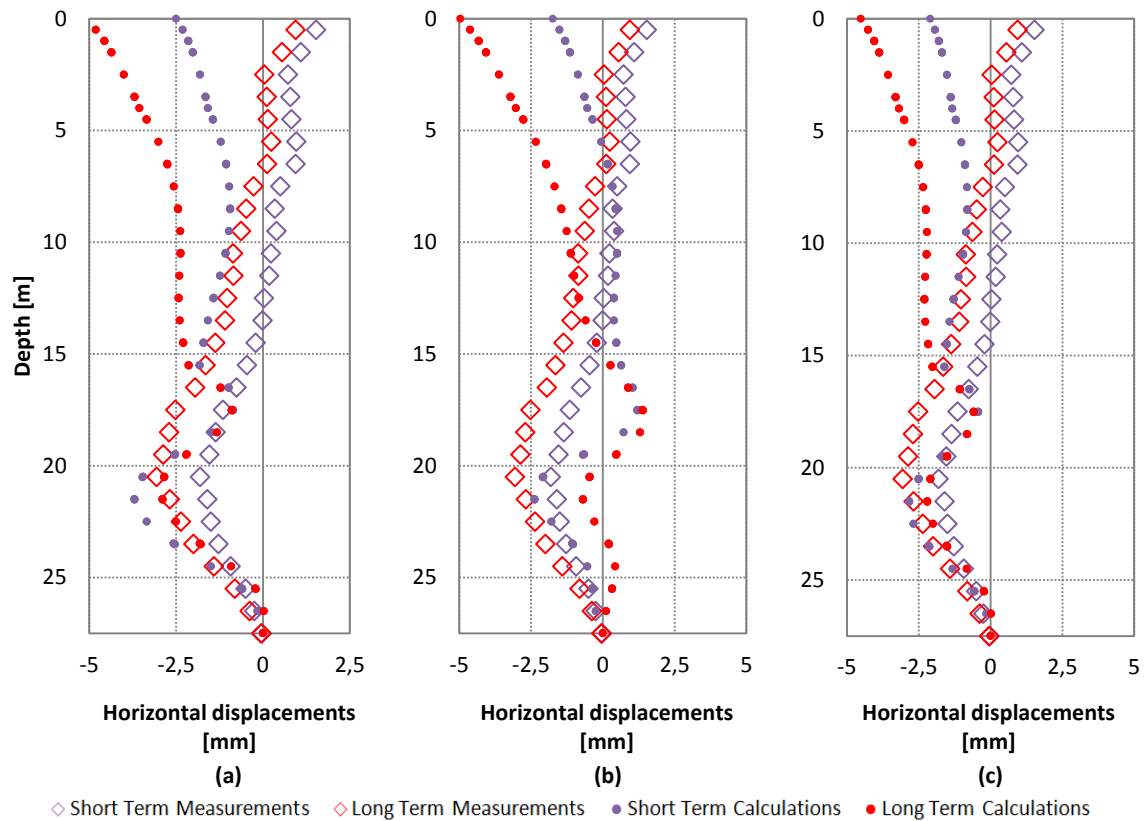 0
5
10
15
20
25
Depth [m]
-5 -2,5 0 2,5
Horizontal displacements
[mm]
(a)
0
5
10
15
20
25
-5 -2,5 0 2,5
Horizontal displacements
[mm]
(b)
0
5
10
15
20
25
-5 -2,5 0 2,5 5
Horizontal displacements
[mm]
(c)
Short Term Measurements Long Term Measurements Short Term Calculations Long Term Calculations